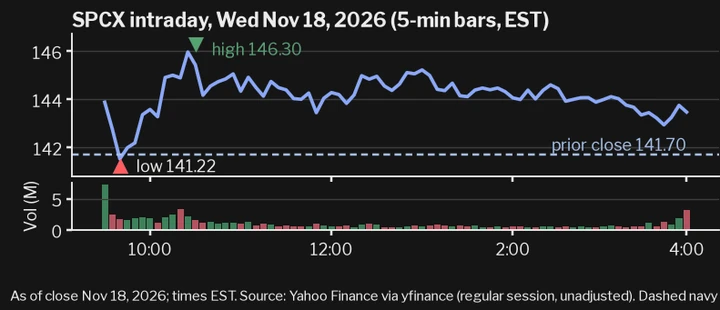 SPCX intraday, Wed Nov 18, 2026 (5-min bars, EST)
146
high 146.30
144
142
prior close 141.70
low 141.22
Vol (M)
5
0
10:00
12:00
2:00
4:00
As of close Nov 18, 2026; times EST. Source: Yahoo Finance via yfinance (regular session, unadjusted). Dashed navy